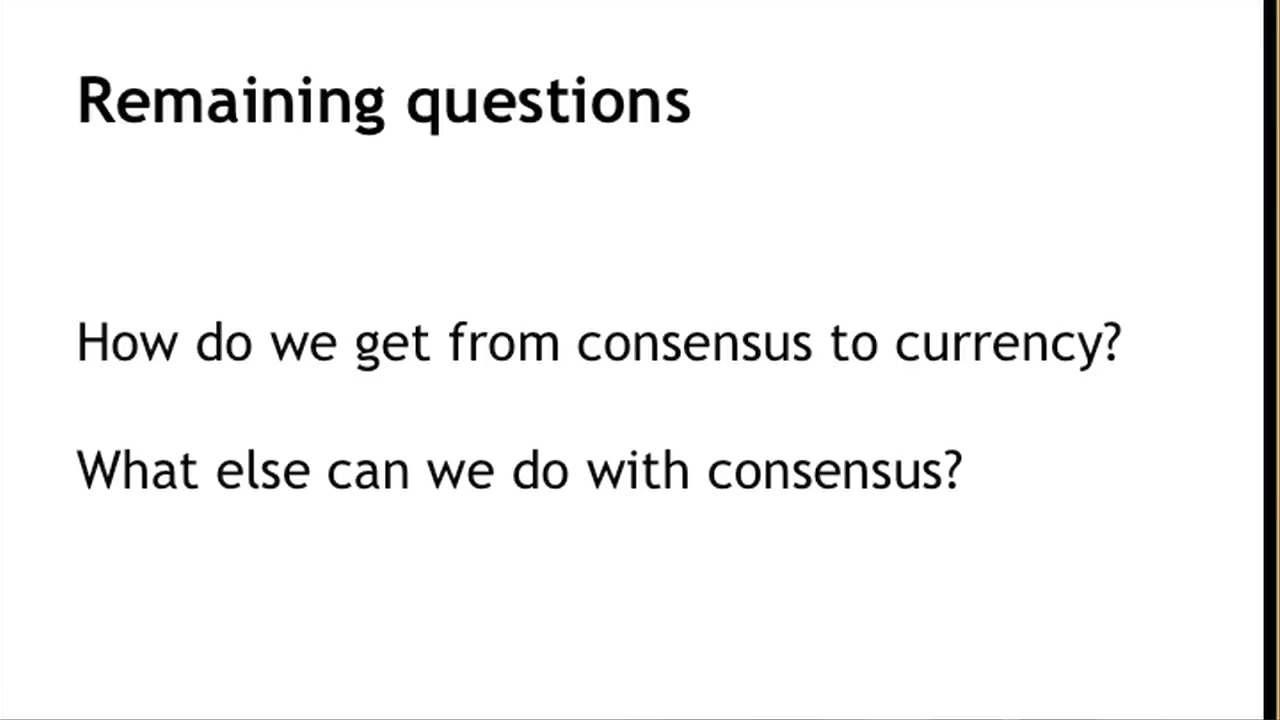 Remaining questions
How do we get from consensus to currency?
What else can we do with consensus?